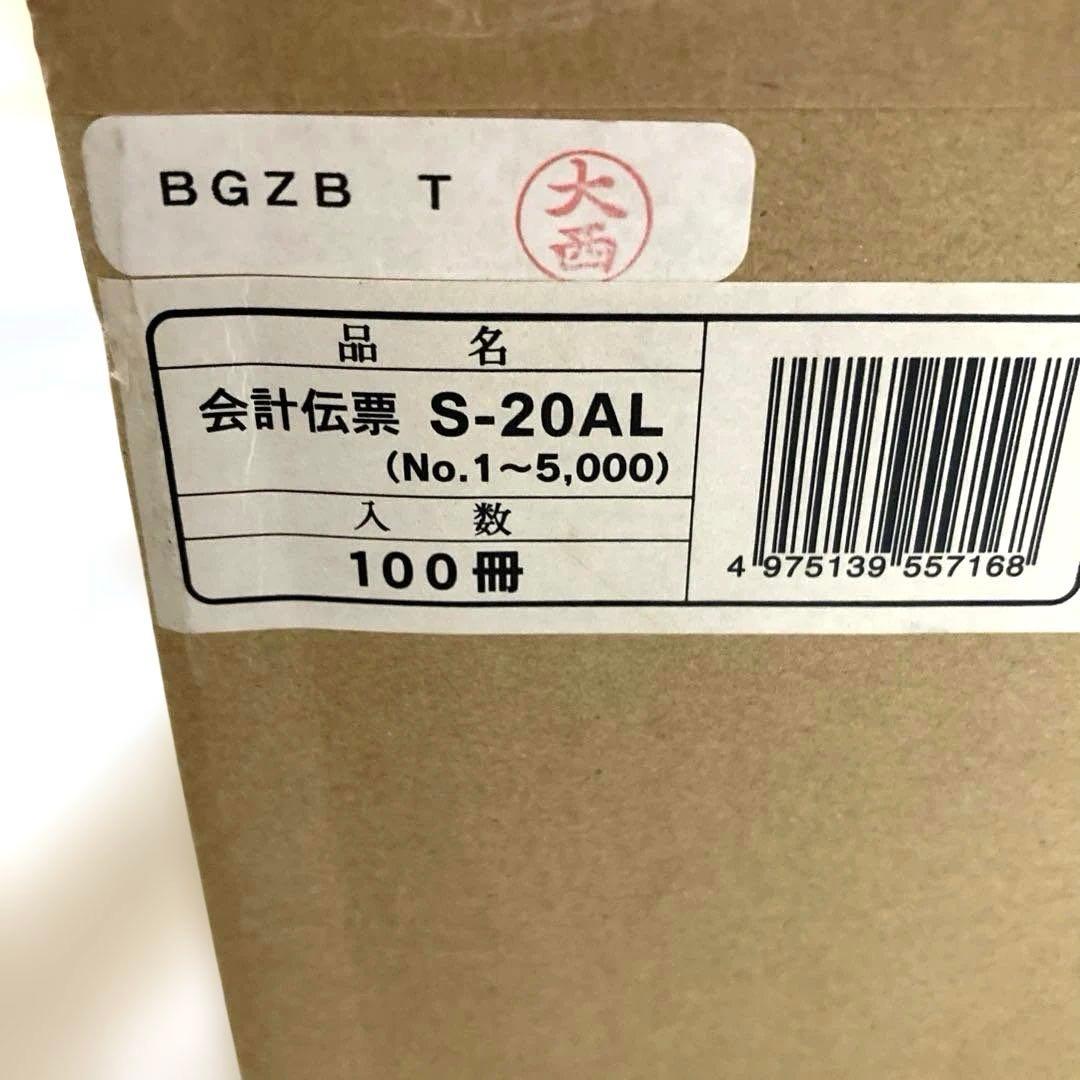 BGZB T
大西
品名
会計伝票 S-20AL
(No.1～5,000)
入数
100冊
4 975139 557168